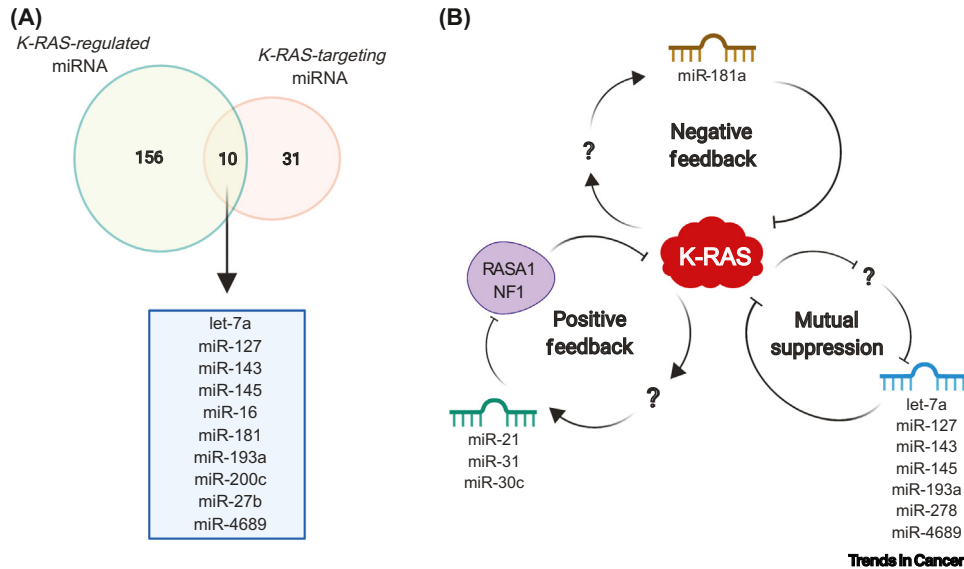 (A)
K-RAS-regulated
miRNA
K-RAS-targeting
miRNA
156
10
31
let-7a
miR-127
miR-143
miR-145
miR-16
miR-181
miR-193a
miR-200c
miR-27b
miR-4689
(B)
miR-181a
Negative
feedback
?
K-RAS
RASA1
NF1
Positive
feedback
?
miR-21
miR-31
miR-30c
?
Mutual
suppression
let-7a
miR-127
miR-143
miR-145
miR-193a
miR-278
miR-4689
Trends in Cancer